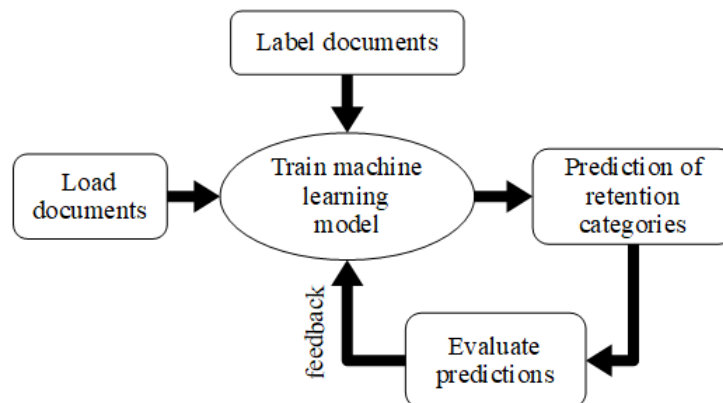 Label documents
Load
documents
Train machine
learning
model
Prediction of
retention
categories
feedback
Evaluate
predictions